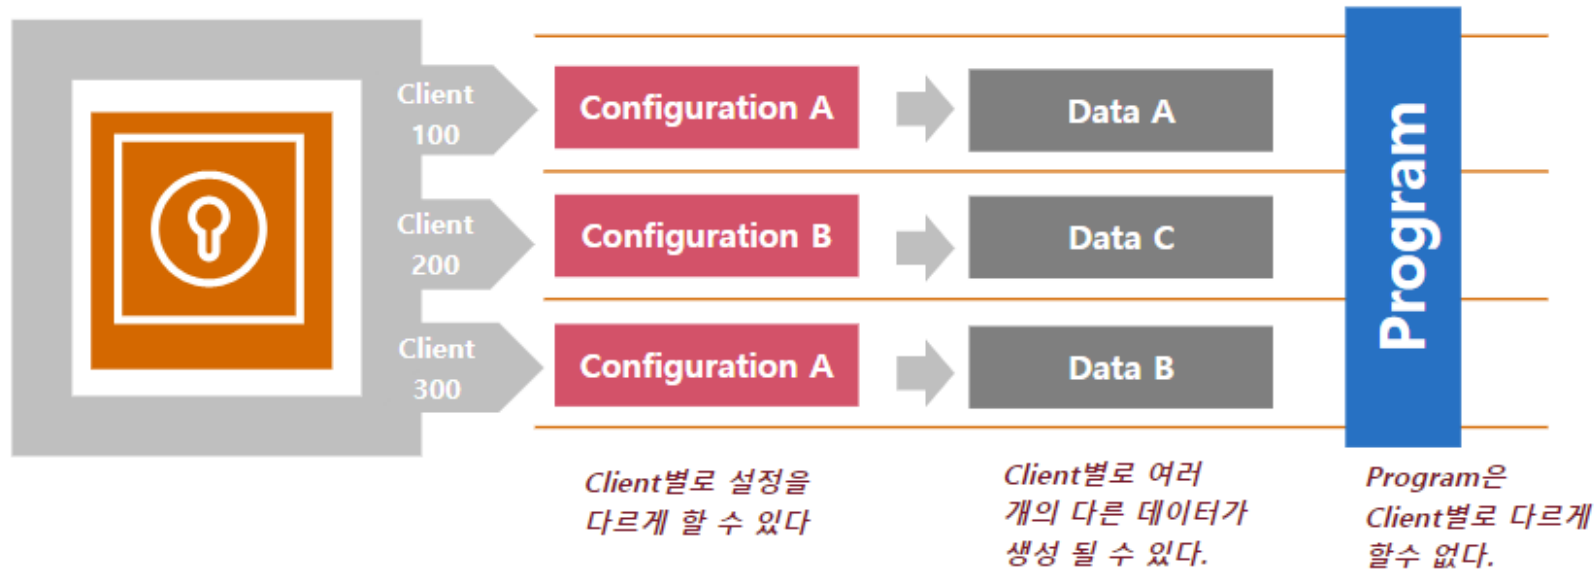 Client
100
Configuration A
Data A
Client
200
Configuration B
Data C
Client
300
Configuration A
Data B
Program
Client별로 설정을
다르게 할 수 있다
Client별로 여러
개의 다른 데이터가
생성 될 수 있다.
Program은
Client별로 다르게
할수 없다.